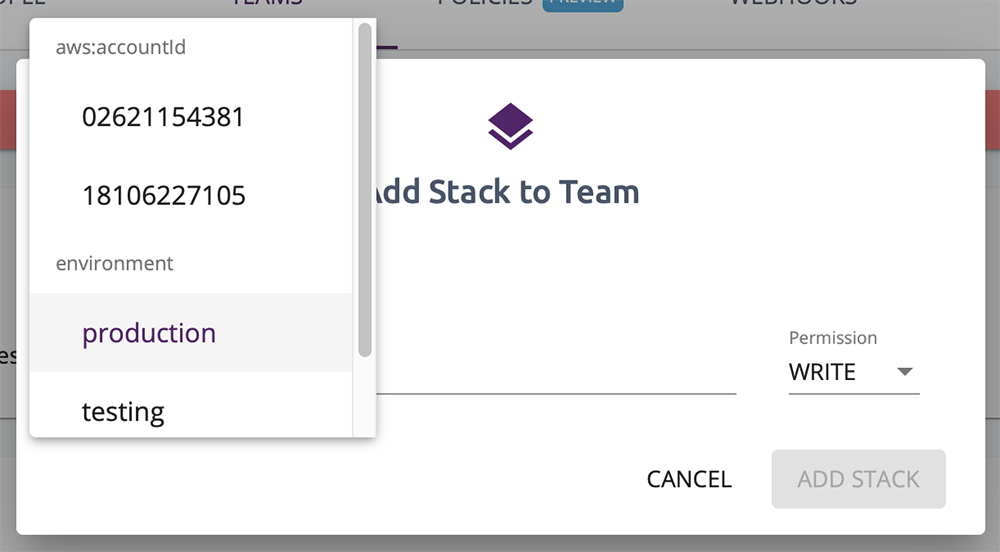 TEAMS
POLICIES PREVIEW
WEBHOOKS
aws:accountId
02621154381
18106227105
environment
production
testing
Add Stack to Team
Permission
WRITE
CANCEL
ADD STACK